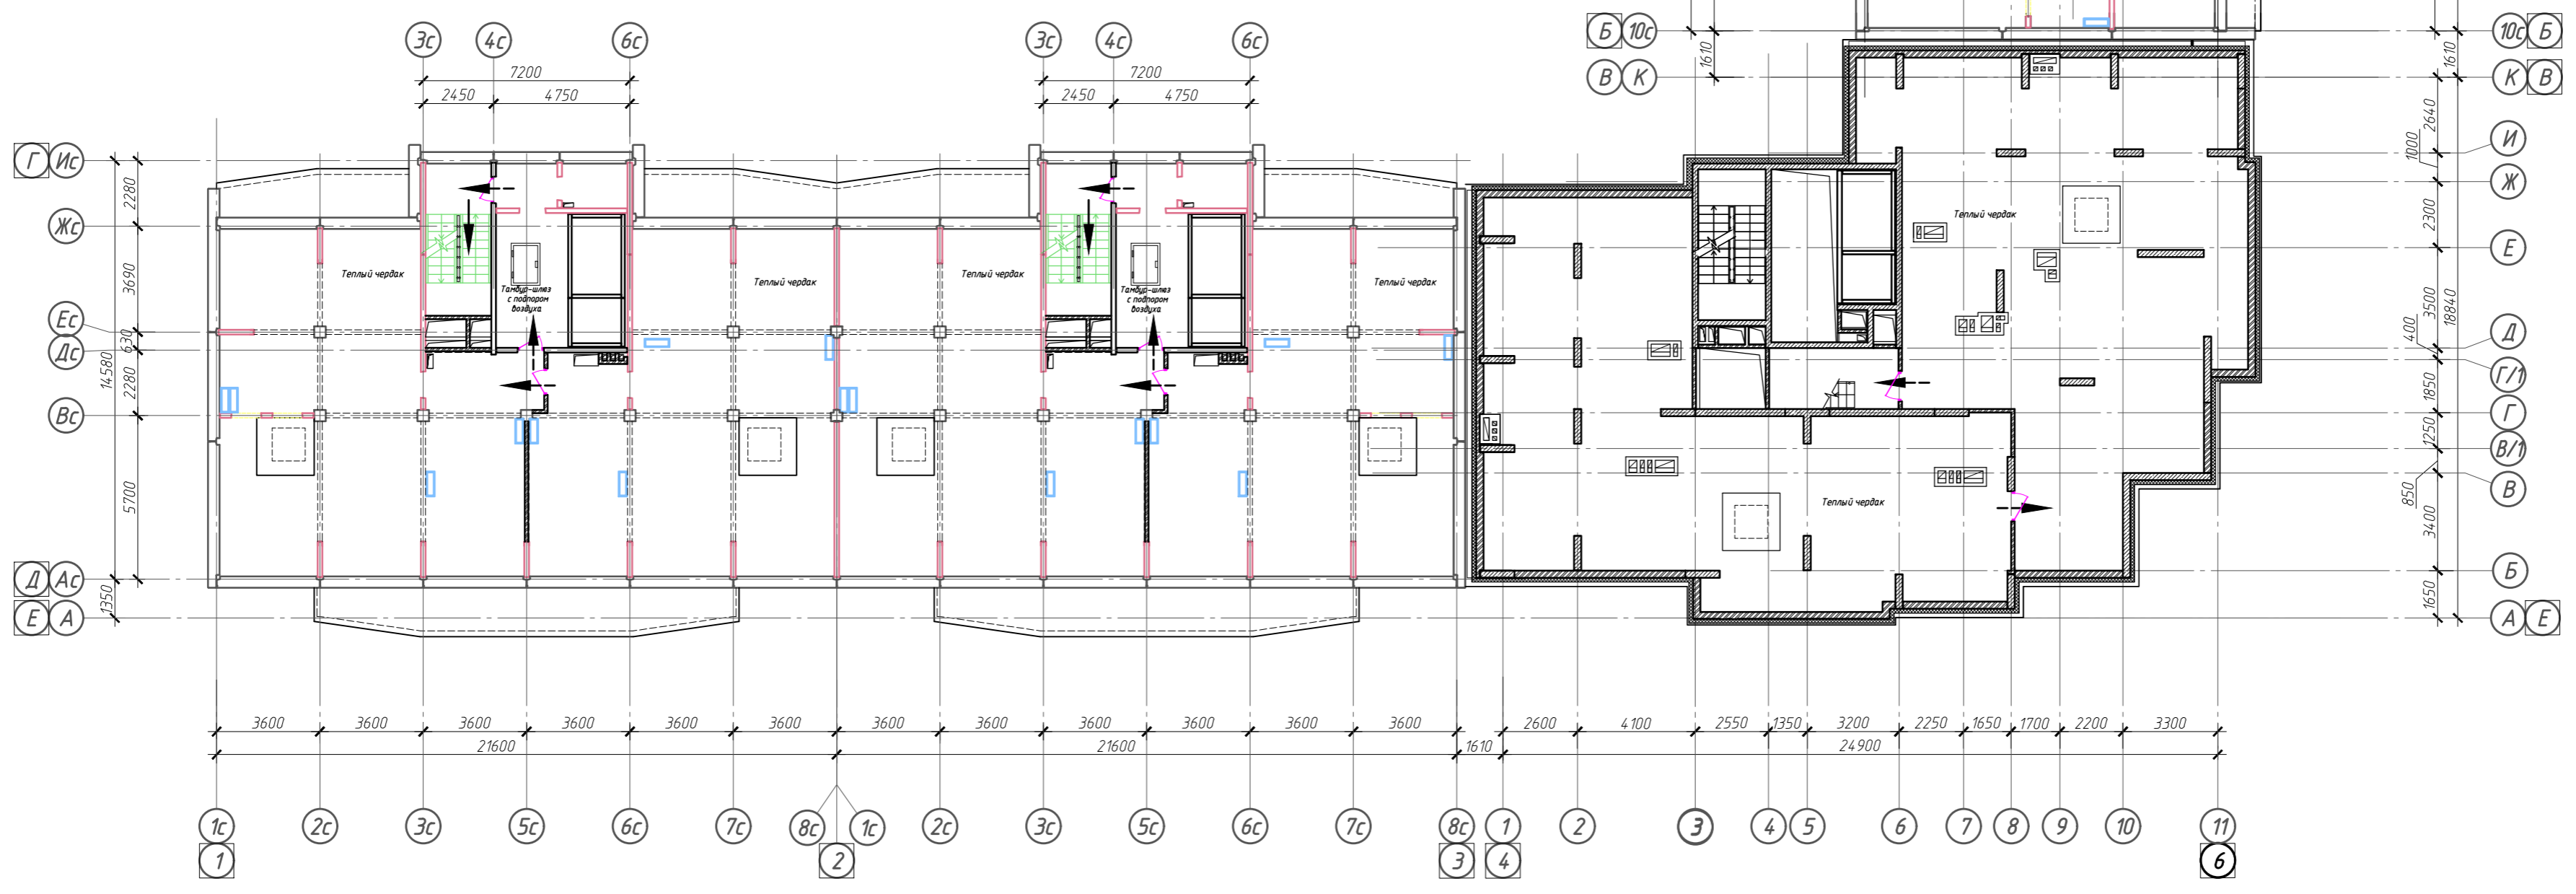 3с 4с 6с
7200
2450 4750
3с 4с 6с
7200
2450 4750
Б 10с
1610
В К
10с Б
1610
К В
Г Ис
Жс
Ес
Дс
Вс
Д Ас
Е А
2280
3690
630
2280
5700
14580
1350
Теплый чердак
Тамбур-шлюз
с подпором
воздуха
Теплый чердак
Теплый чердак
Тамбур-шлюз
с подпором
воздуха
Теплый чердак
Теплый чердак
Теплый чердак
И
Ж
Е
Д
Г/1
Г
В/1
В
Б
А Е
2640
1000
2300
3500
400
18840
1850
1250
850
3400
1650
3600 3600 3600 3600 3600 3600 3600 3600 3600 3600 3600 3600 2600 4100 2550 1350 3200 2250 1650 1700 2200 3300
21600 21600 1610 24900
1с 2с 3с 5с 6с 7с 8с 1с 2с 3с 5с 6с 7с 8с 1 2 3 4 5 6 7 8 9 10 11
1 2 3 4 6